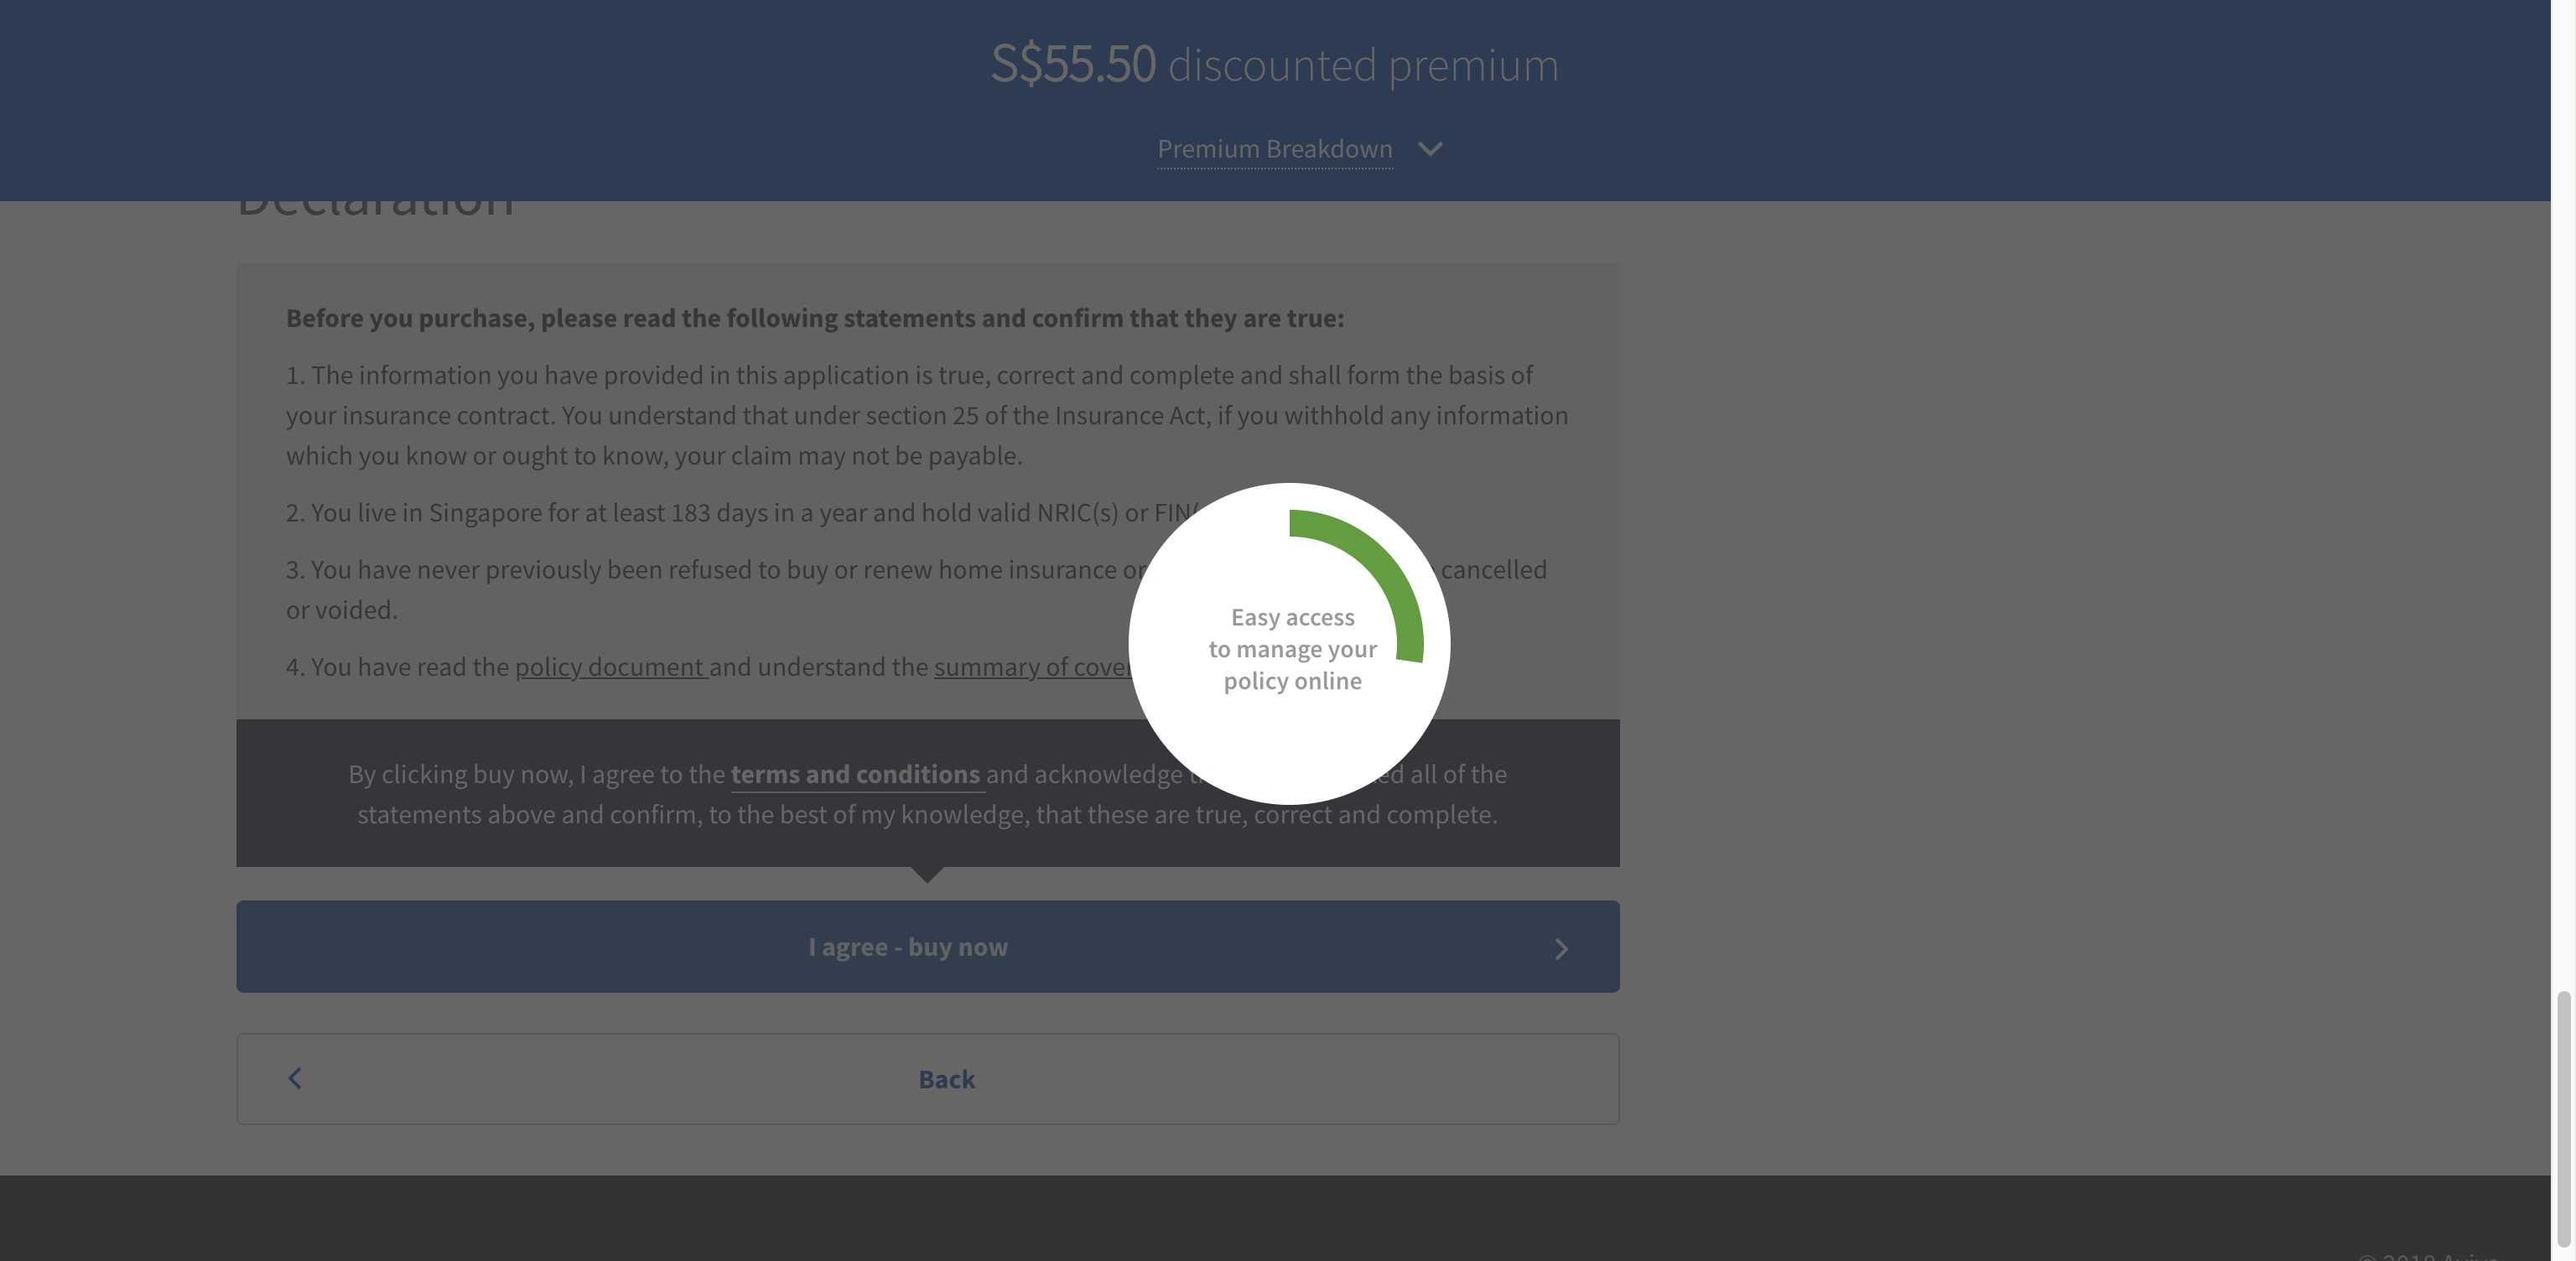 S$55.50 discounted premium
Premium Breakdown
Declaration
Before you purchase, please read the following statements and confirm that they are true:
1. The information you have provided in this application is true, correct and complete and shall form the basis of
your insurance contract. You understand that under section 25 of the Insurance Act, if you withhold any information
which you know or ought to know, your claim may not be payable.
2. You live in Singapore for at least 183 days in a year and hold valid NRIC(s) or FIN(
3. You have never previously been refused to buy or renew home insurance or cancelled
or voided.
4. You have read the policy document and understand the summary of cover
Easy access
to manage your
policy online
By clicking buy now, I agree to the terms and conditions and acknowledge all of the
statements above and confirm, to the best of my knowledge, that these are true, correct and complete.
I agree - buy now
Back
© 2018 Aviva